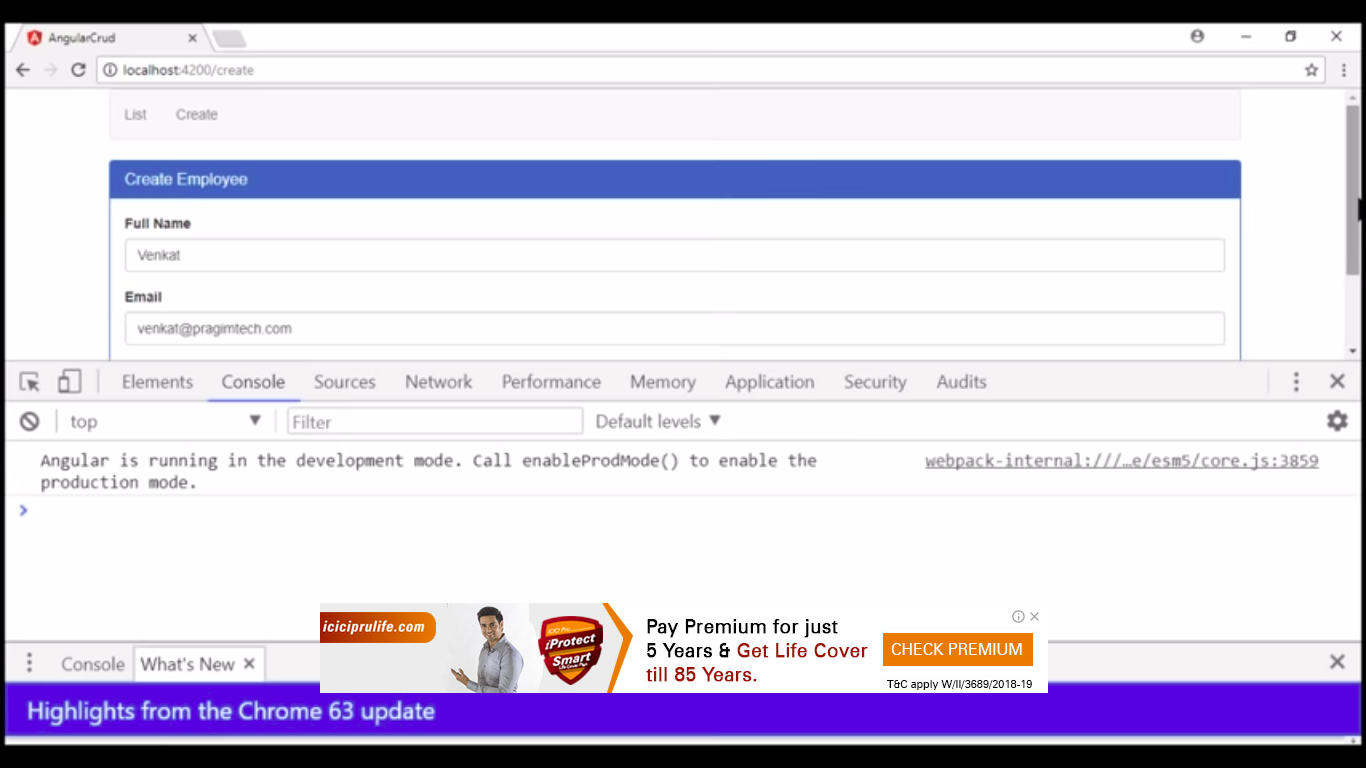 AngularCrud
localhost:4200/create
List Create
Create Employee
Full Name
Venkat
Email
venkat@pragimtech.com
Elements Console Sources Network Performance Memory Application Security Audits
top Filter Default levels
Angular is running in the development mode. Call enableProdMode() to enable the webpack-internal:///…e/esm5/core.js:3859
production mode.
iciciprulife.com
iProtect
Smart
Pay Premium for just
5 Years & Get Life Cover
till 85 Years.
CHECK PREMIUM
T&C apply W/II/3689/2018-19
Console What's New
Highlights from the Chrome 63 update